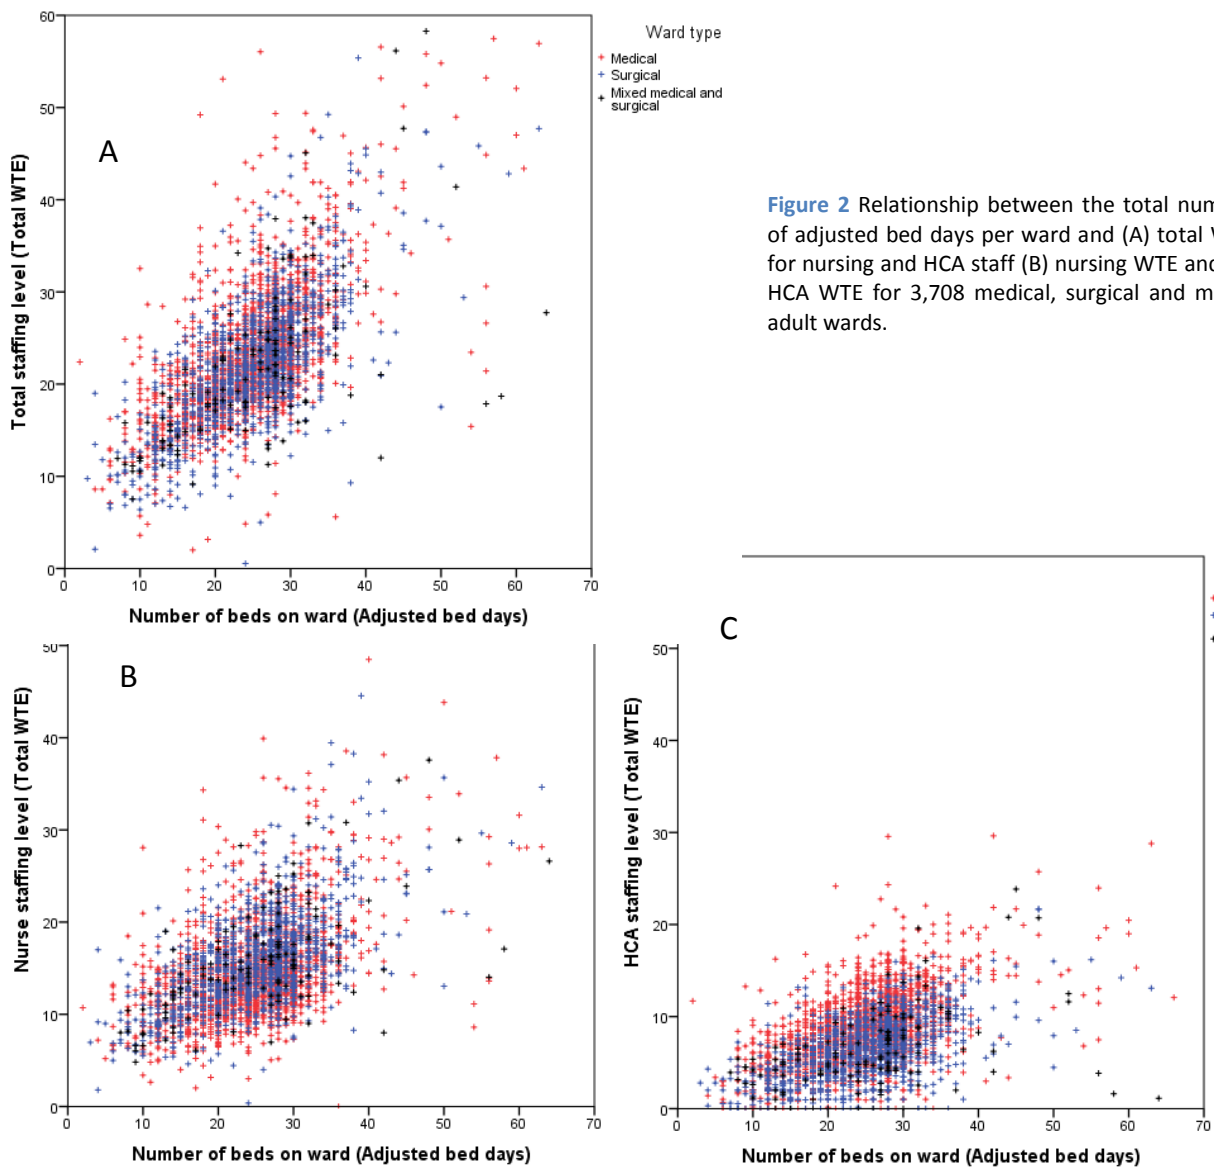 60
50
40
30
20
10
0
Total staffing level (Total WTE)
A
0 10 20 30 40 50 60 70
Number of beds on ward (Adjusted bed days)
Ward type
Medical
Surgical
Mixed medical and
surgical
Figure 2 Relationship between the total num
of adjusted bed days per ward and (A) total
for nursing and HCA staff (B) nursing WTE and
HCA WTE for 3,708 medical, surgical and m
adult wards.
50
40
30
20
10
0
Nurse staffing level (Total WTE)
B
0 10 20 30 40 50 60 70
Number of beds on ward (Adjusted bed days)
C
50
40
30
20
10
0
HCA staffing level (Total WTE)
0 10 20 30 40 50 60 70
Number of beds on ward (Adjusted bed days)